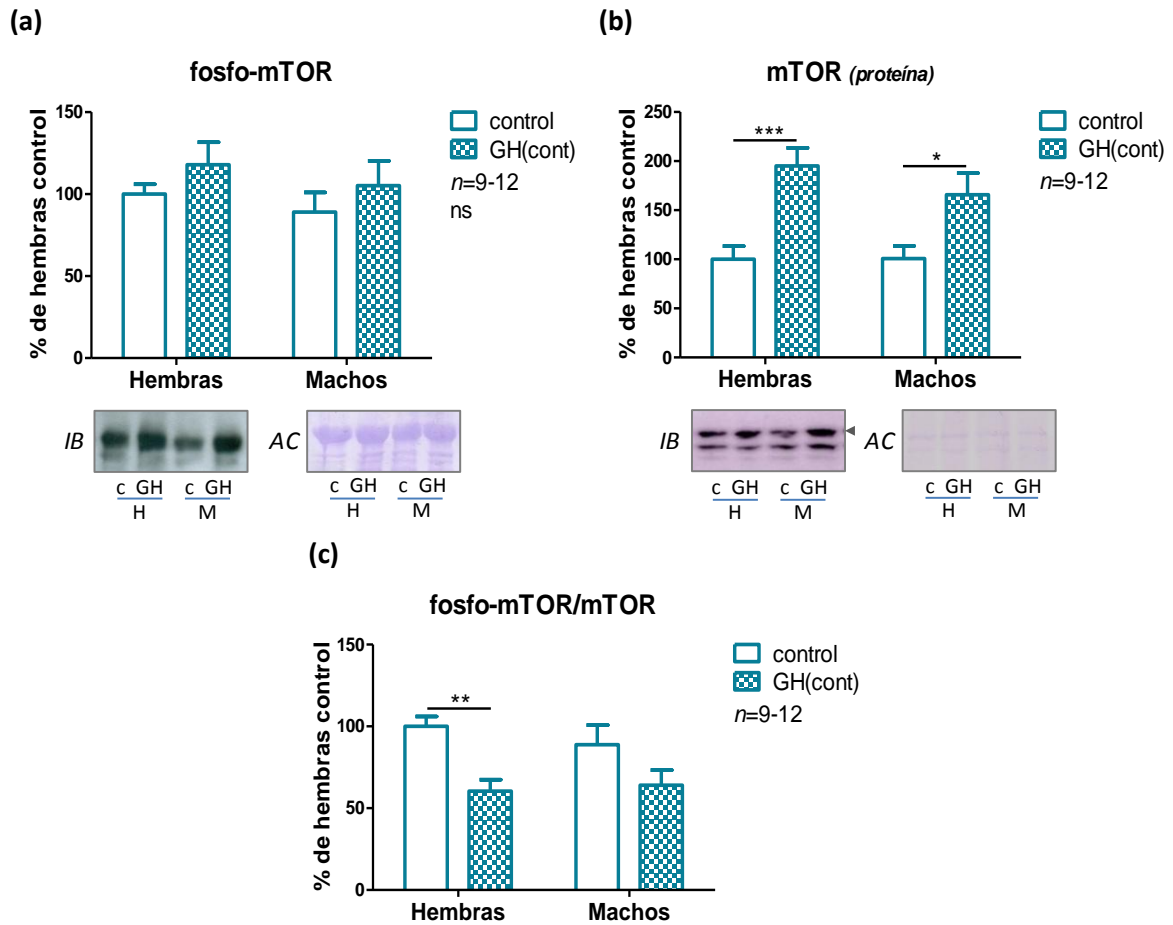 (a)
fosfo-mTOR
% de hembras control
150
100
50
0
Hembras
Machos
control
GH(cont)
n=9-12
ns
IB
AC
c GH c GH
H M
c GH c GH
H M
(b)
mTOR (proteína)
% de hembras control
250
200
150
100
50
0
***
*
Hembras
Machos
control
GH(cont)
n=9-12
IB
AC
c GH c GH
H M
c GH c GH
H M
(c)
fosfo-mTOR/mTOR
% de hembras control
150
100
50
0
**
Hembras
Machos
control
GH(cont)
n=9-12